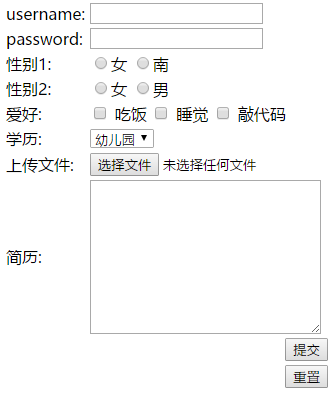 username:
password:
性别1: 女 南
性别2: 女 男
爱好: 吃饭 睡觉 敲代码
学历: 幼儿园
上传文件: 选择文件 未选择任何文件
简历:
提交
重置